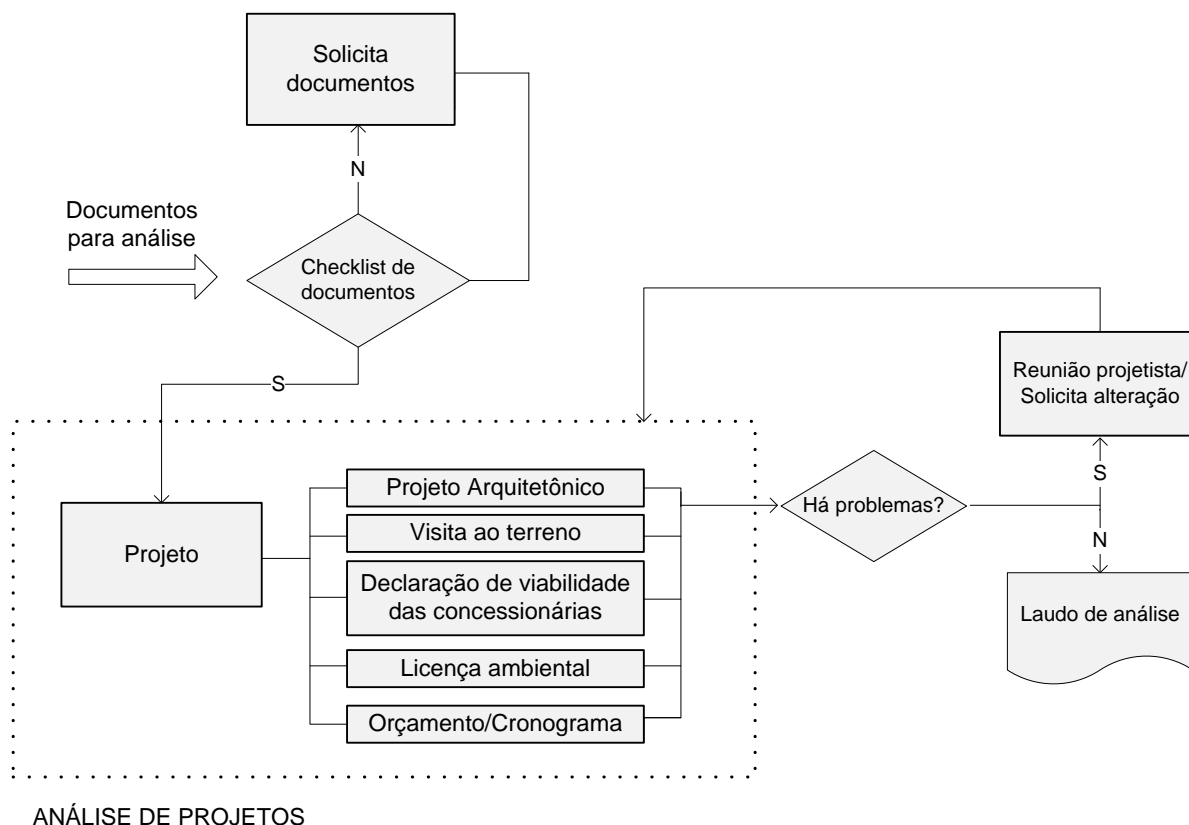 Solicita
documentos
N
Documentos
para análise
Checklist de
documentos
S
Reunião projetista/
Solicita alteração
Projeto
Projeto Arquitetônico
Visita ao terreno
Declaração de viabilidade
das concessionárias
Licença ambiental
Orçamento/Cronograma
Há problemas?
S
N
Laudo de análise
ANÁLISE DE PROJETOS